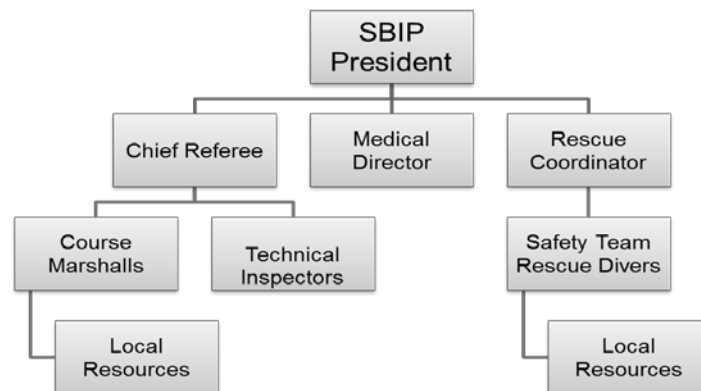 SBIP
President
Chief Referee
Medical
Director
Rescue
Coordinator
Course
Marshalls
Technical
Inspectors
Safety Team
Rescue Divers
Local
Resources
Local
Resources